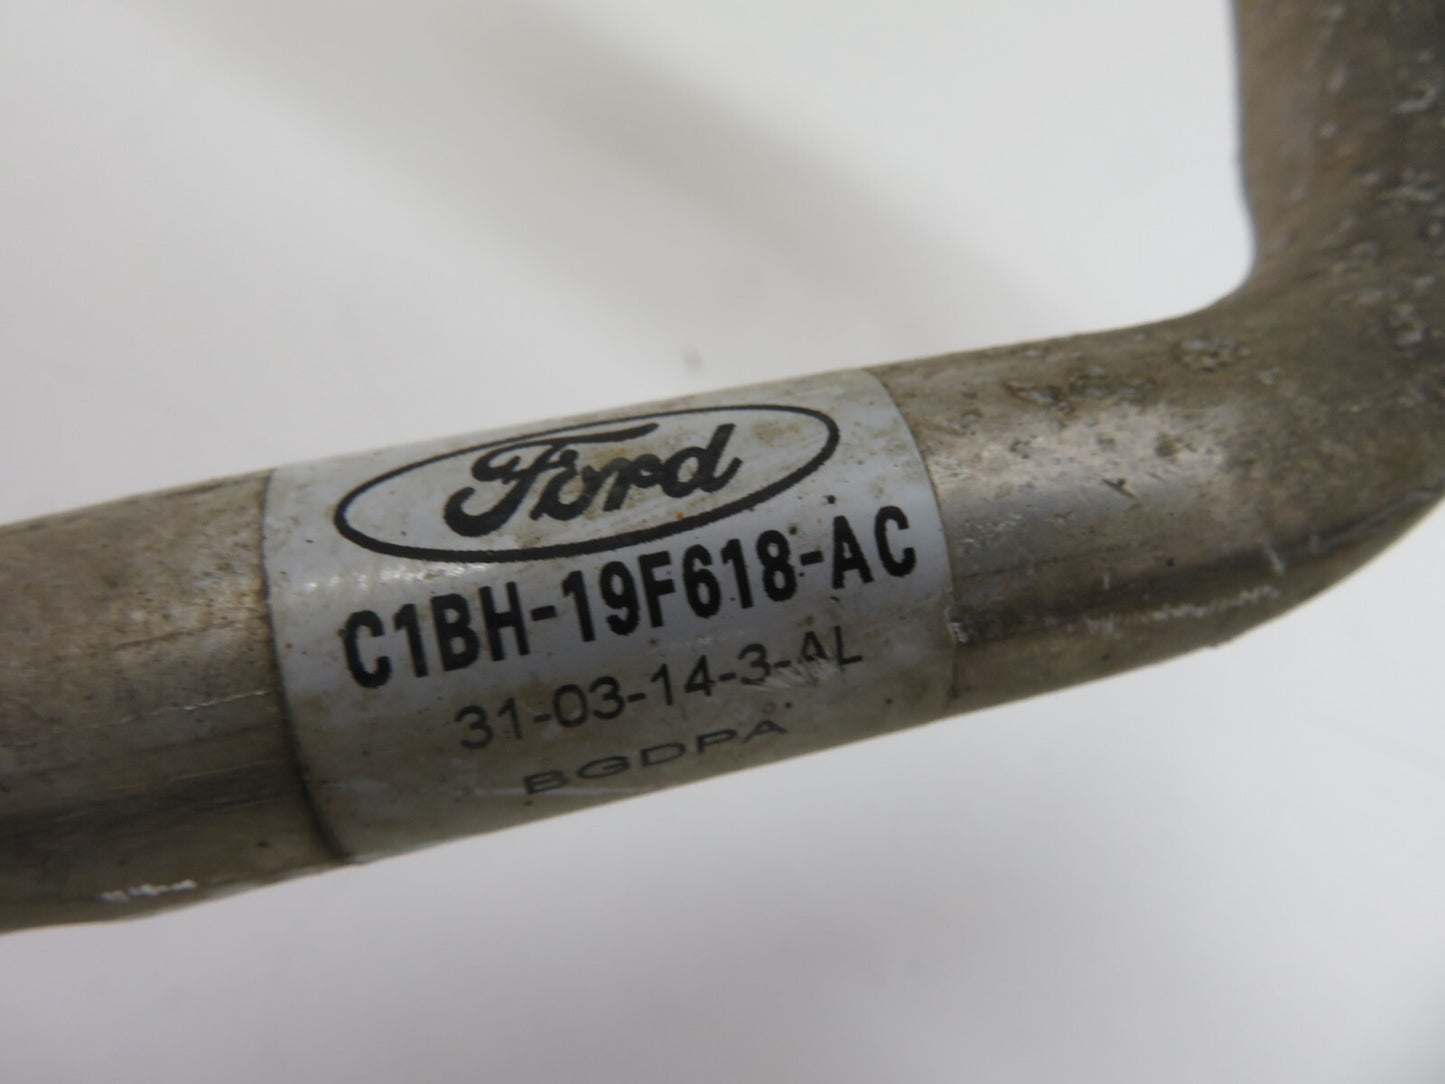 Ford
C1BH-19F618-AC
31-03-14-3-AL
BGDPA